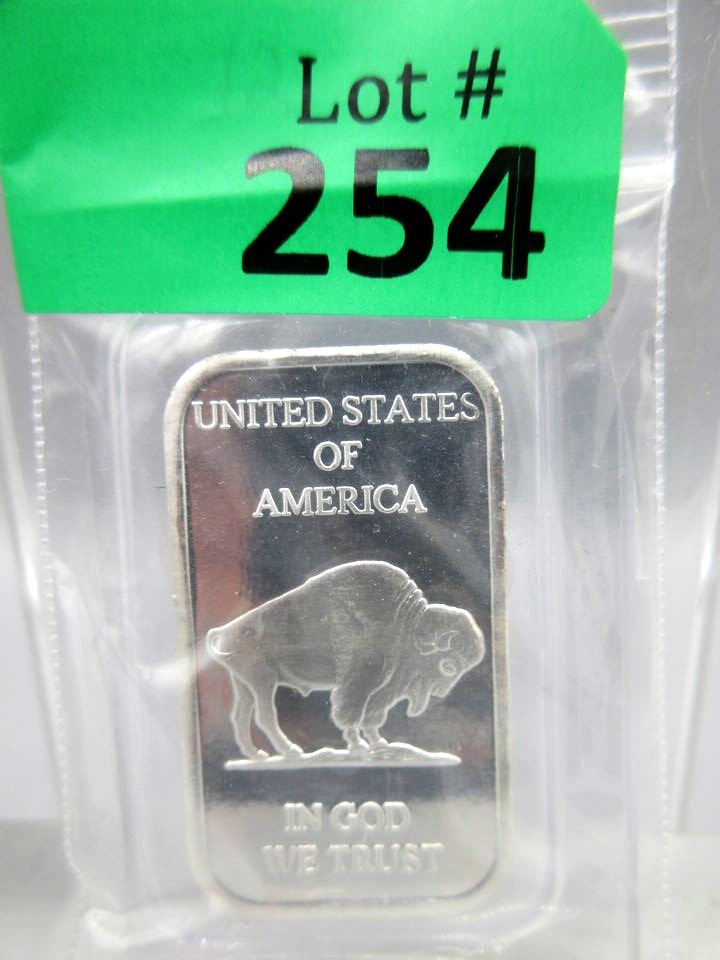 Lot #
254
UNITED STATES
OF
AMERICA
IN GOD
WE TRUST